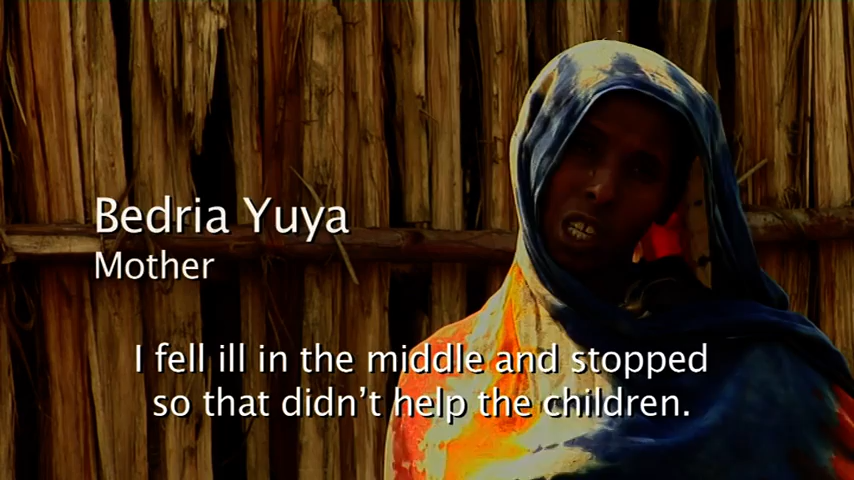 Bedria Yuya
Mother
I fell ill in the middle and stopped
so that didn't help the children.